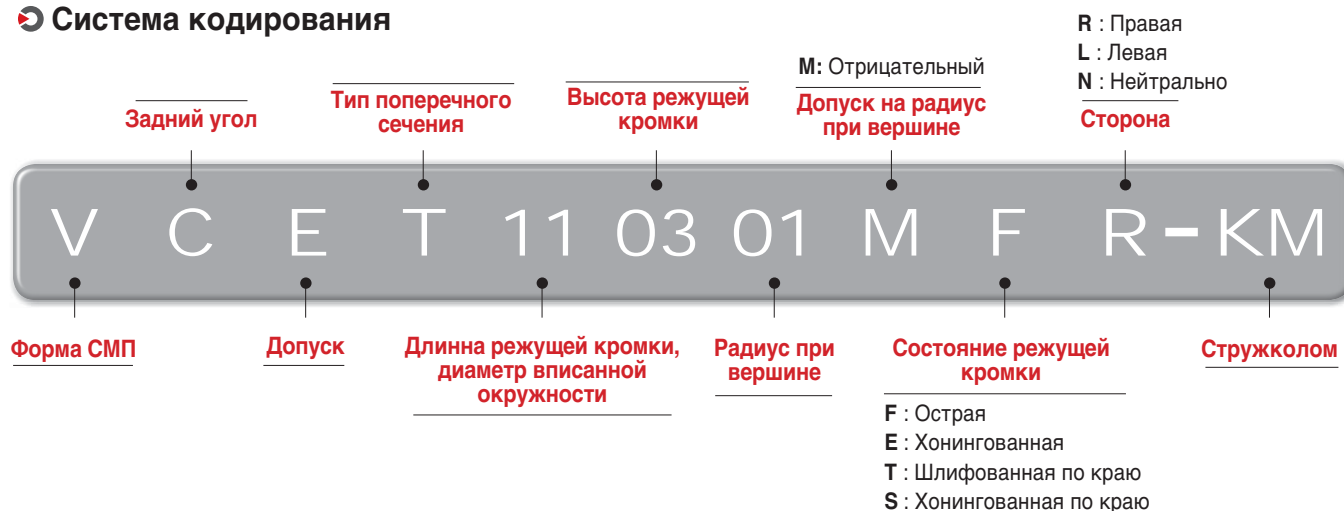 Система кодирования
R : Правая
L : Левая
N : Нейтрально
M: Отрицательный
Задний угол
Тип поперечного
сечения
Высота режущей
кромки
Допуск на радиус
при вершине
Сторона
V C E T 11 03 01 M F R-KM
Форма СМП
Допуск
Длинна режущей кромки,
диаметр вписанной
окружности
Радиус при
вершине
Состояние режущей
кромки
Стружколом
F : Острая
E : Хонингованная
T : Шлифованная по краю
S : Хонингованная по краю